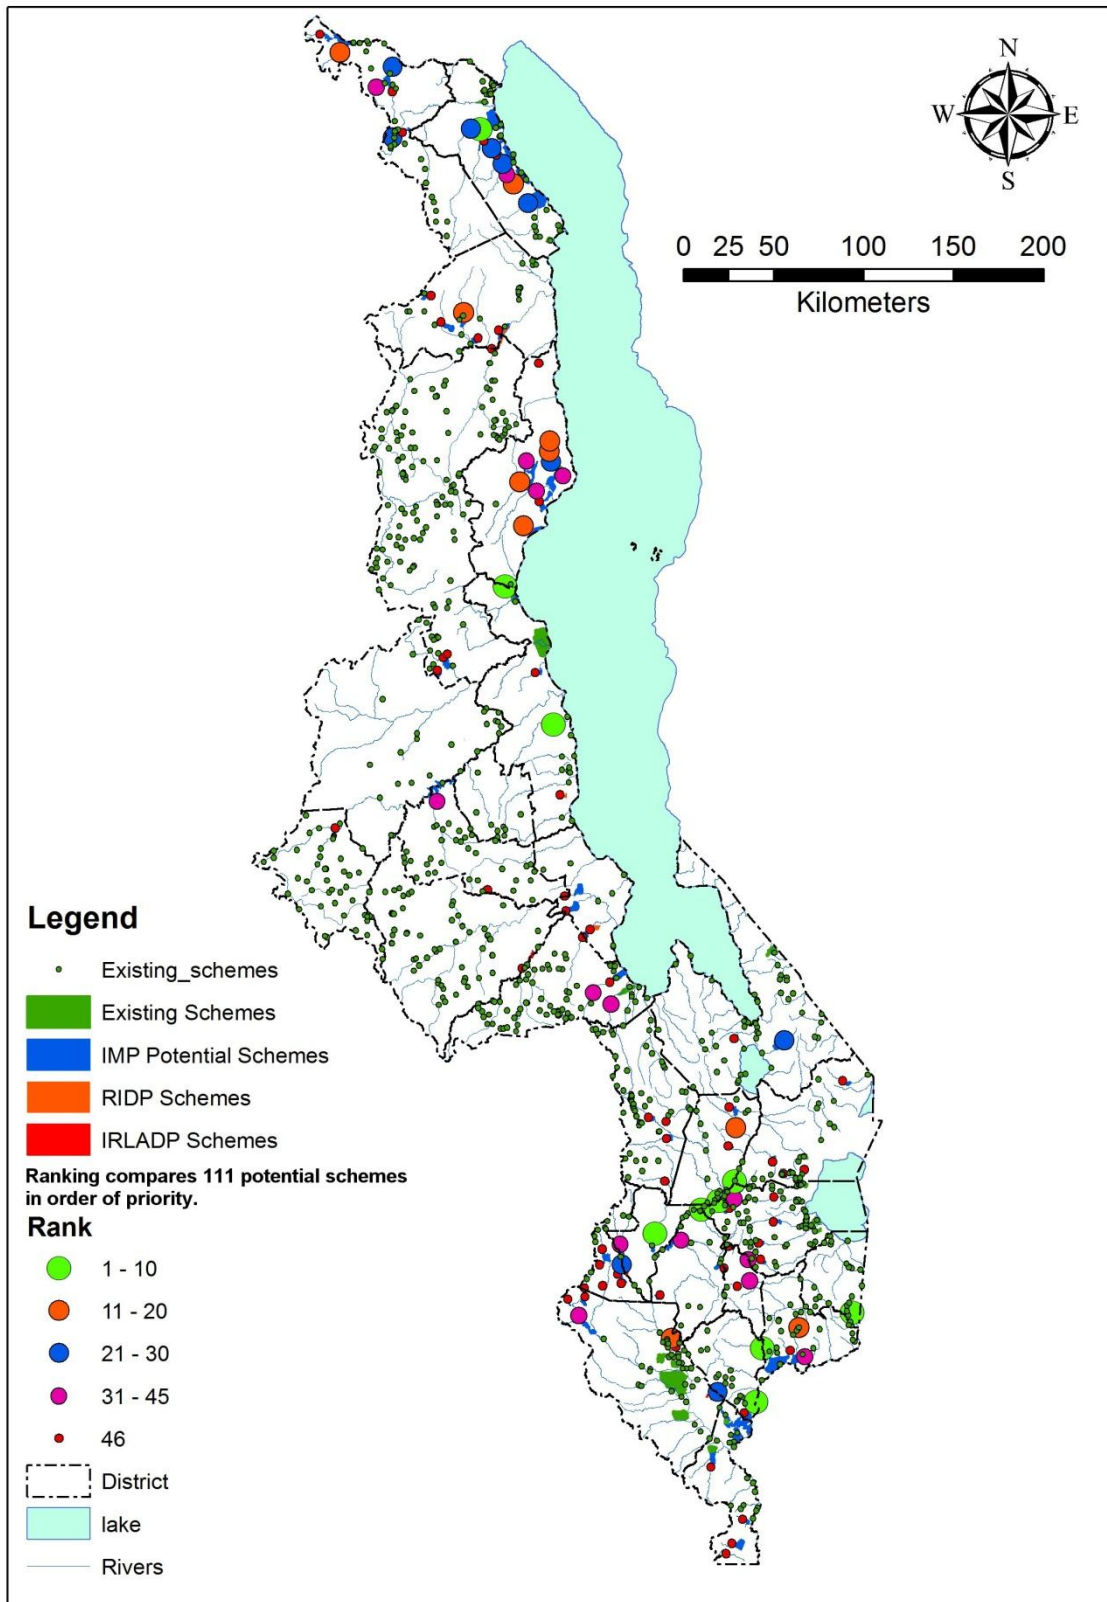 N
W E
S
0 25 50 100 150 200
Kilometers
Legend
Existing_schemes
Existing Schemes
IMP Potential Schemes
RIDP Schemes
IRLADP Schemes
Ranking compares 111 potential schemes
in order of priority.
Rank
1 - 10
11 - 20
21 - 30
31 - 45
46
District
lake
Rivers